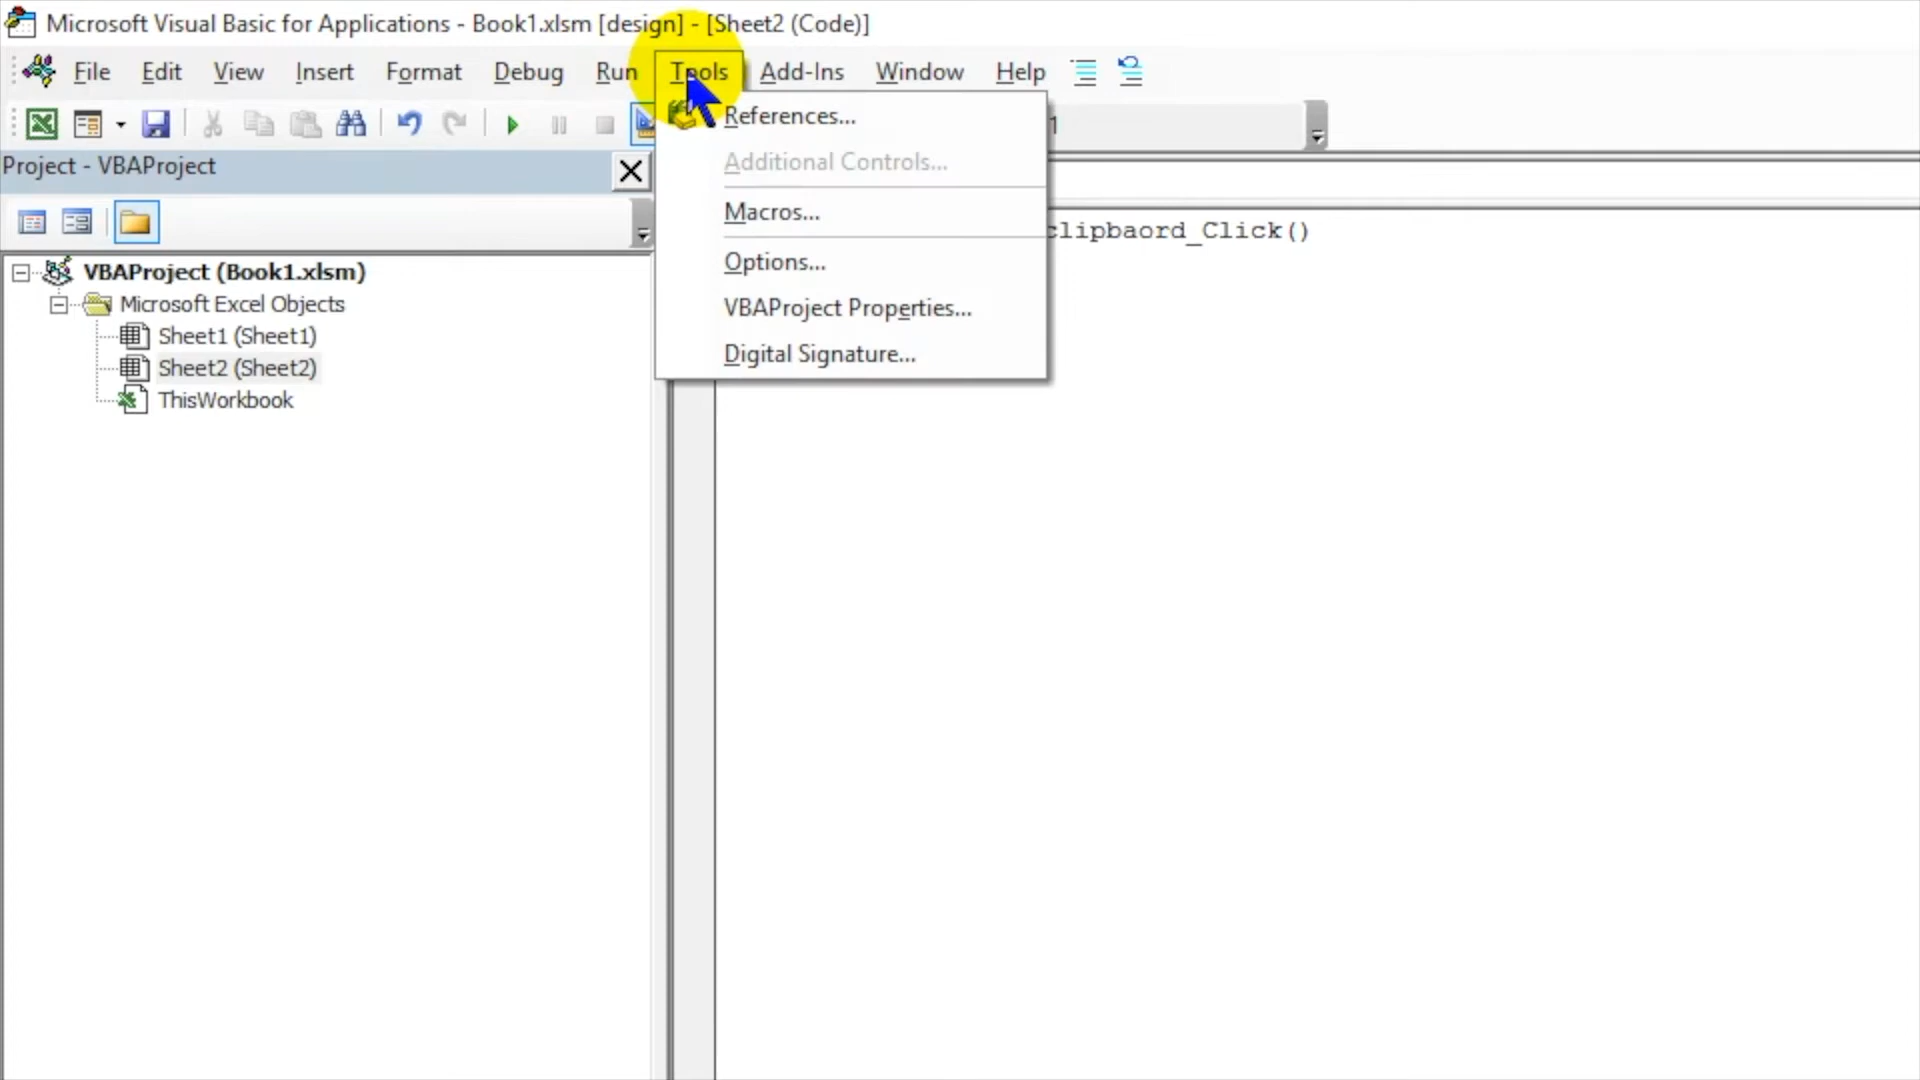 Microsoft Visual Basic for Applications - Book1.xlsm [design] - [Sheet2 (Code)]
File Edit View Insert Format Debug Run Tools Add-Ins Window Help
Project - VBAProject
VBAProject (Book1.xlsm)
Microsoft Excel Objects
Sheet1 (Sheet1)
Sheet2 (Sheet2)
ThisWorkbook
References...
Additional Controls...
Macros...
Options...
VBAProject Properties...
Digital Signature...
1
clipbaord_Click()